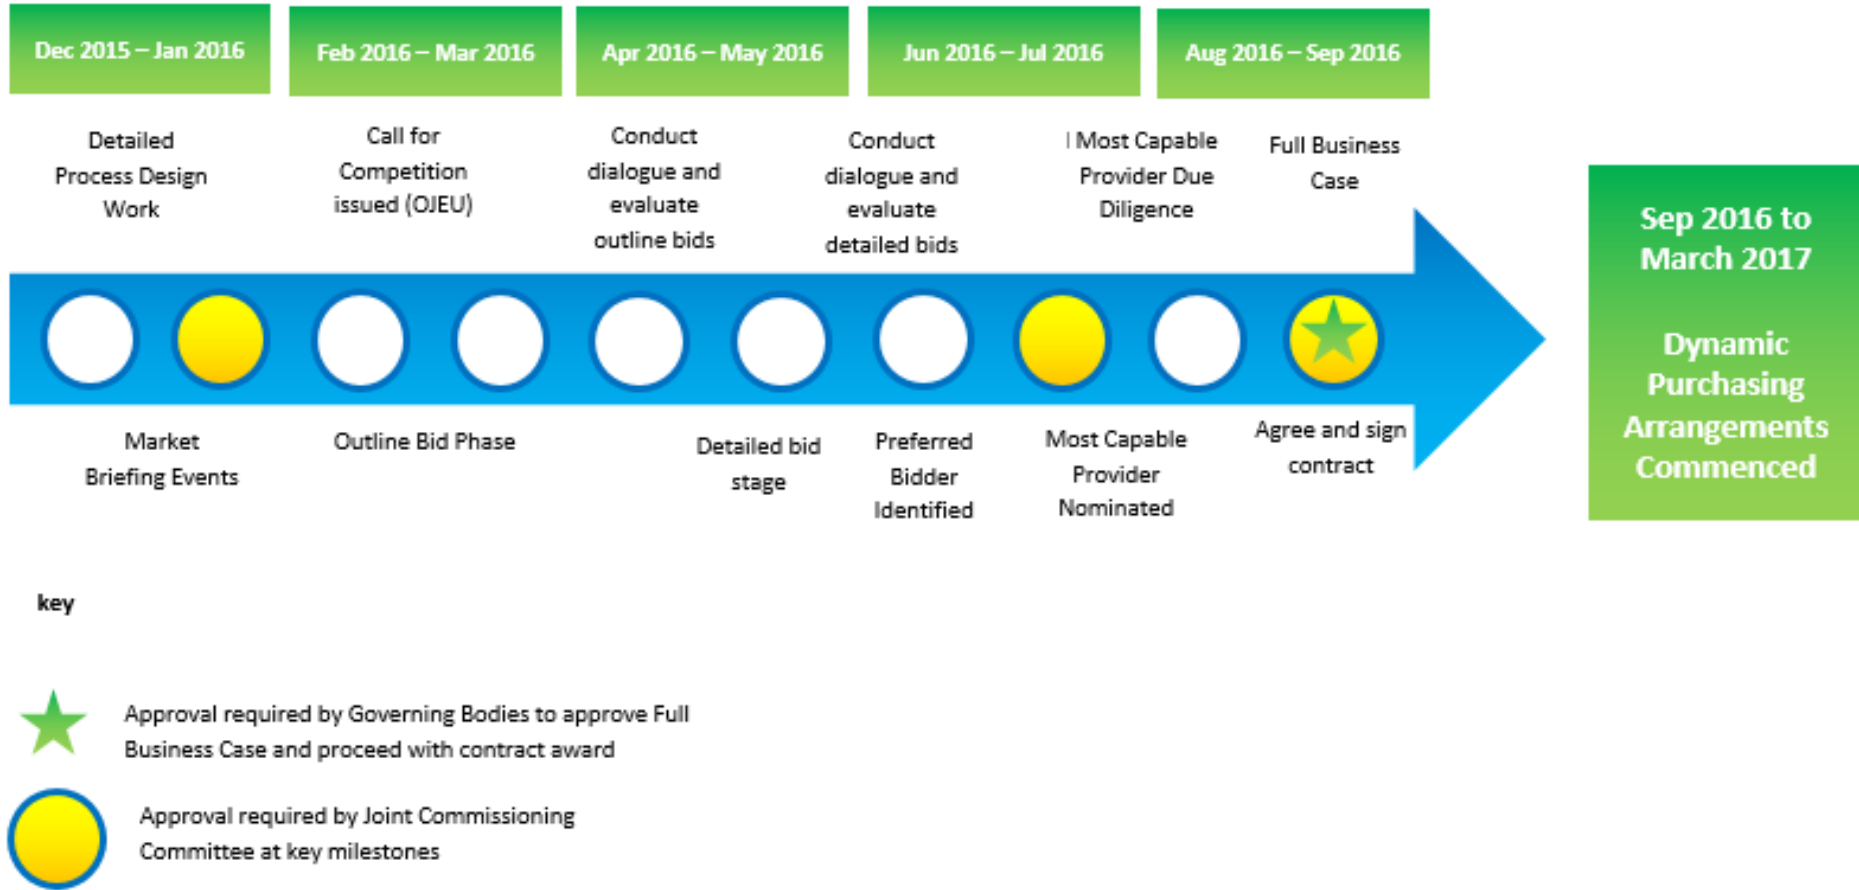 Dec 2015 – Jan 2016
Feb 2016 – Mar 2016
Apr 2016 – May 2016
Jun 2016 – Jul 2016
Aug 2016 – Sep 2016
Detailed
Process Design
Work
Call for
Competition
issued (OJEU)
Conduct
dialogue and
evaluate
outline bids
Conduct
dialogue and
evaluate
detailed bids
l Most Capable
Provider Due
Diligence
Full Business
Case
Market
Briefing Events
Outline Bid Phase
Detailed bid
stage
Preferred
Bidder
Identified
Most Capable
Provider
Nominated
Agree and sign
contract
Sep 2016 to
March 2017
Dynamic
Purchasing
Arrangements
Commenced
key
Approval required by Governing Bodies to approve Full
Business Case and proceed with contract award
Approval required by Joint Commissioning
Committee at key milestones